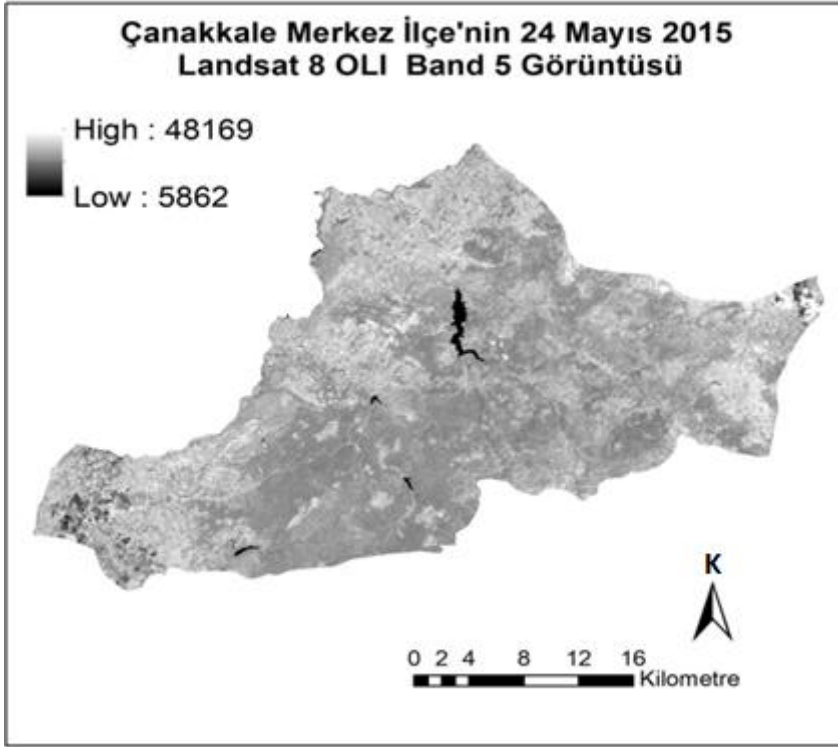 Çanakkale Merkez İlçe'nin 24 Mayıs 2015
Landsat 8 OLI Band 5 Görüntüsü
High : 48169
Low : 5862
K
0 2 4 8 12 16
Kilometre